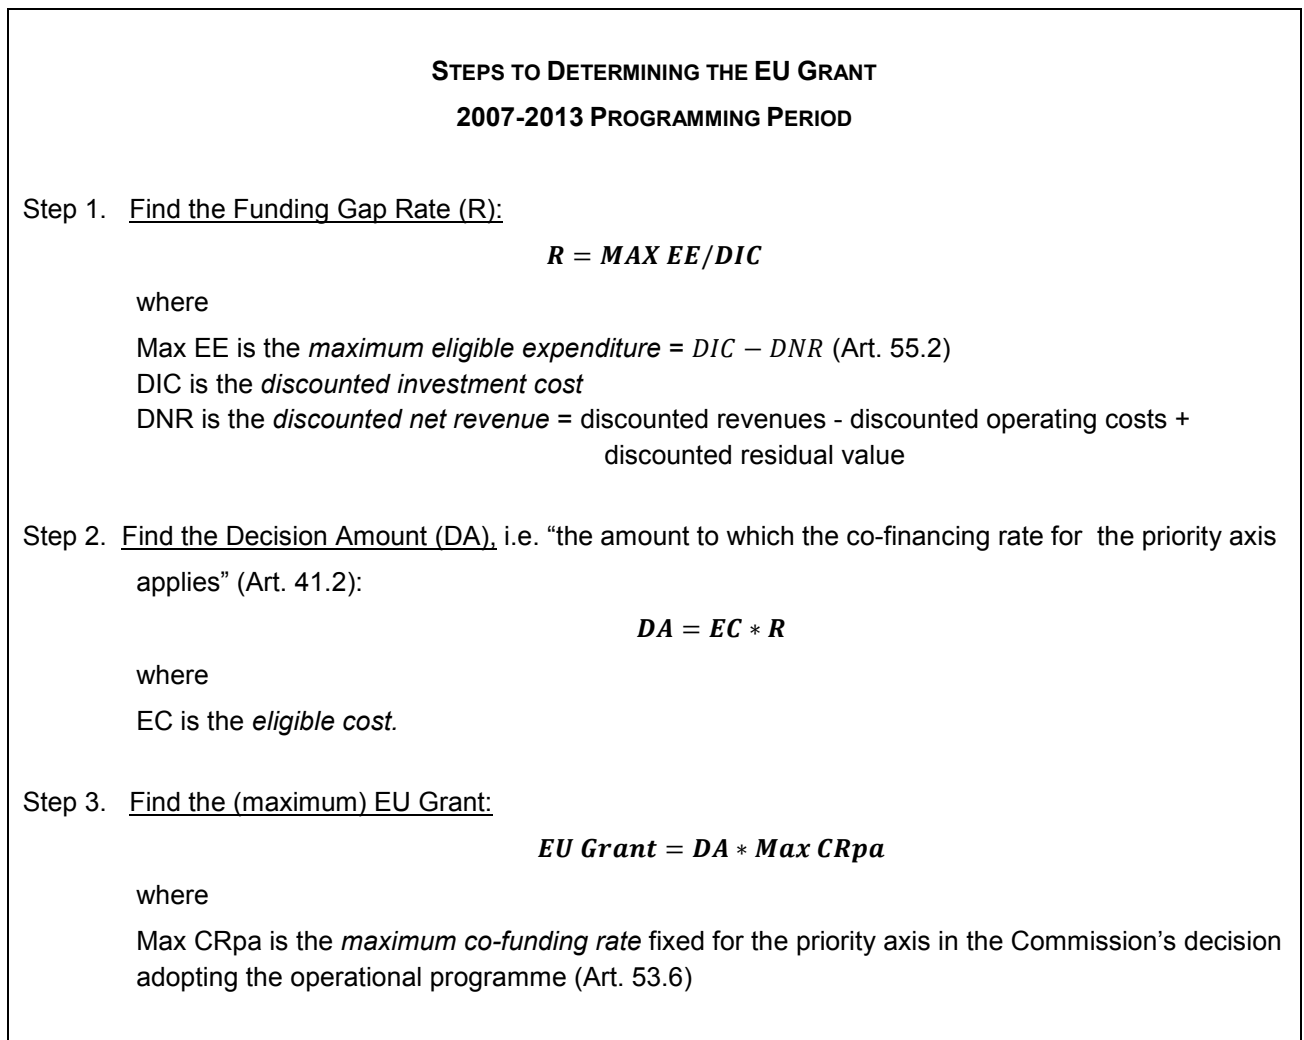 STEPS TO DETERMINING THE EU GRANT
2007-2013 PROGRAMMING PERIOD
Step 1. Find the Funding Gap Rate (R):
R = MAX EE/DIC
where
Max EE is the maximum eligible expenditure = DIC − DNR (Art. 55.2)
DIC is the discounted investment cost
DNR is the discounted net revenue = discounted revenues - discounted operating costs +
discounted residual value
Step 2. Find the Decision Amount (DA), i.e. “the amount to which the co-financing rate for the priority axis
applies” (Art. 41.2):
DA = EC ∗ R
where
EC is the eligible cost.
Step 3. Find the (maximum) EU Grant:
EU Grant = DA ∗ Max CRpa
where
Max CRpa is the maximum co-funding rate fixed for the priority axis in the Commission’s decision
adopting the operational programme (Art. 53.6)